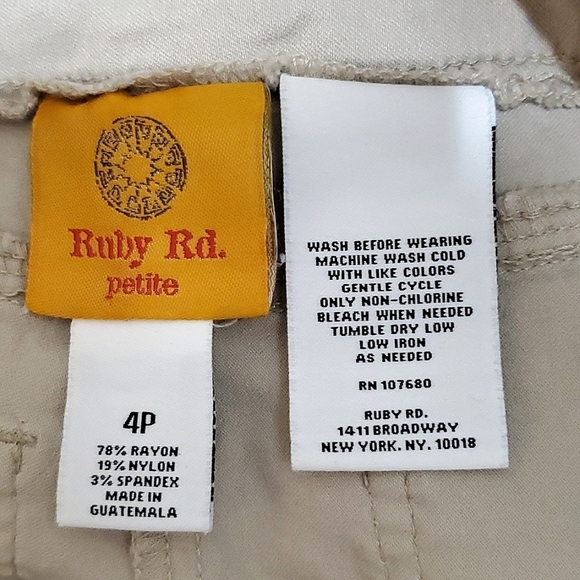 Ruby Rd.
petite
4P
78% RAYON
19% NYLON
3% SPANDEX
MADE IN
GUATEMALA
WASH BEFORE WEARING
MACHINE WASH COLD
WITH LIKE COLORS
GENTLE CYCLE
ONLY NON-CHLORINE
BLEACH WHEN NEEDED
TUMBLE DRY LOW
LOW IRON
AS NEEDED
RN 107680
RUBY RD.
1411 BROADWAY
NEW YORK. NY. 10018